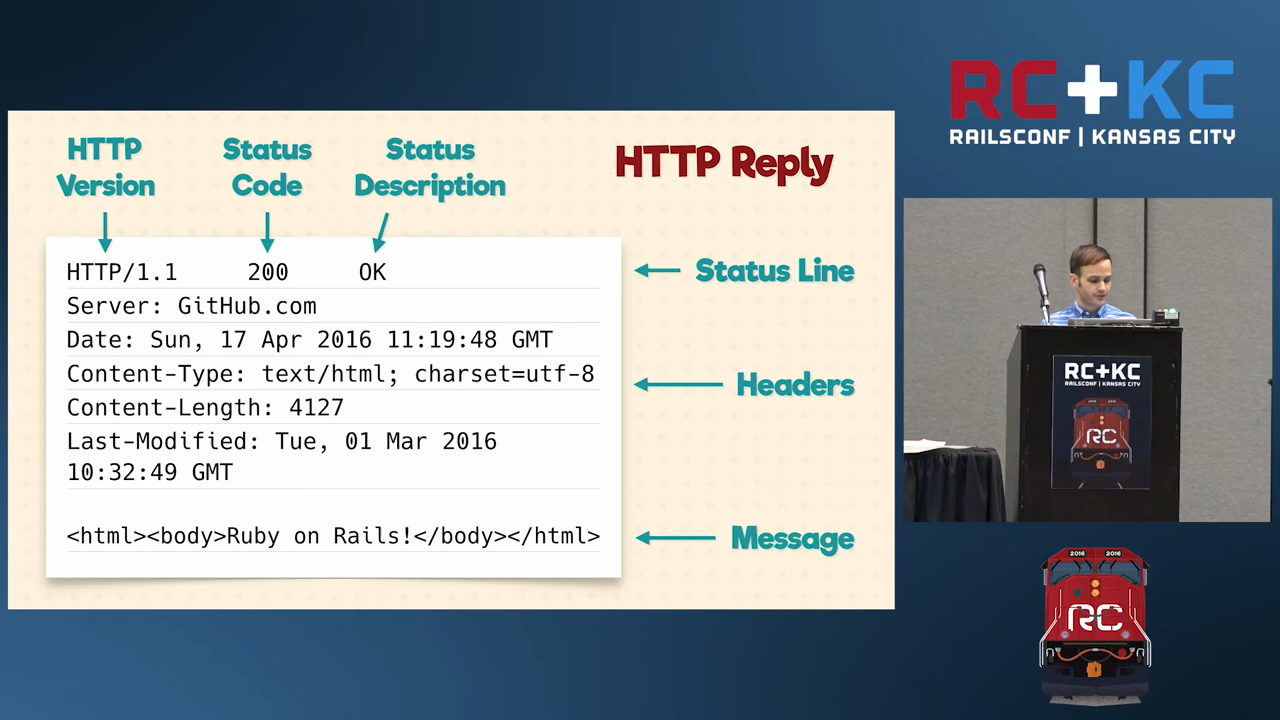 RC+KC
RAILSCONF | KANSAS CITY
HTTP
Version
Status
Code
Status
Description
HTTP Reply
HTTP/1.1 200 OK
Status Line
Server: GitHub.com
Date: Sun, 17 Apr 2016 11:19:48 GMT
Content-Type: text/html; charset=utf-8
Headers
Content-Length: 4127
Last-Modified: Tue, 01 Mar 2016
10:32:49 GMT
<html><body>Ruby on Rails!</body></html>
Message
RC+KC
RAILSCONF | KANSAS CITY
RC
2016 2016
RC